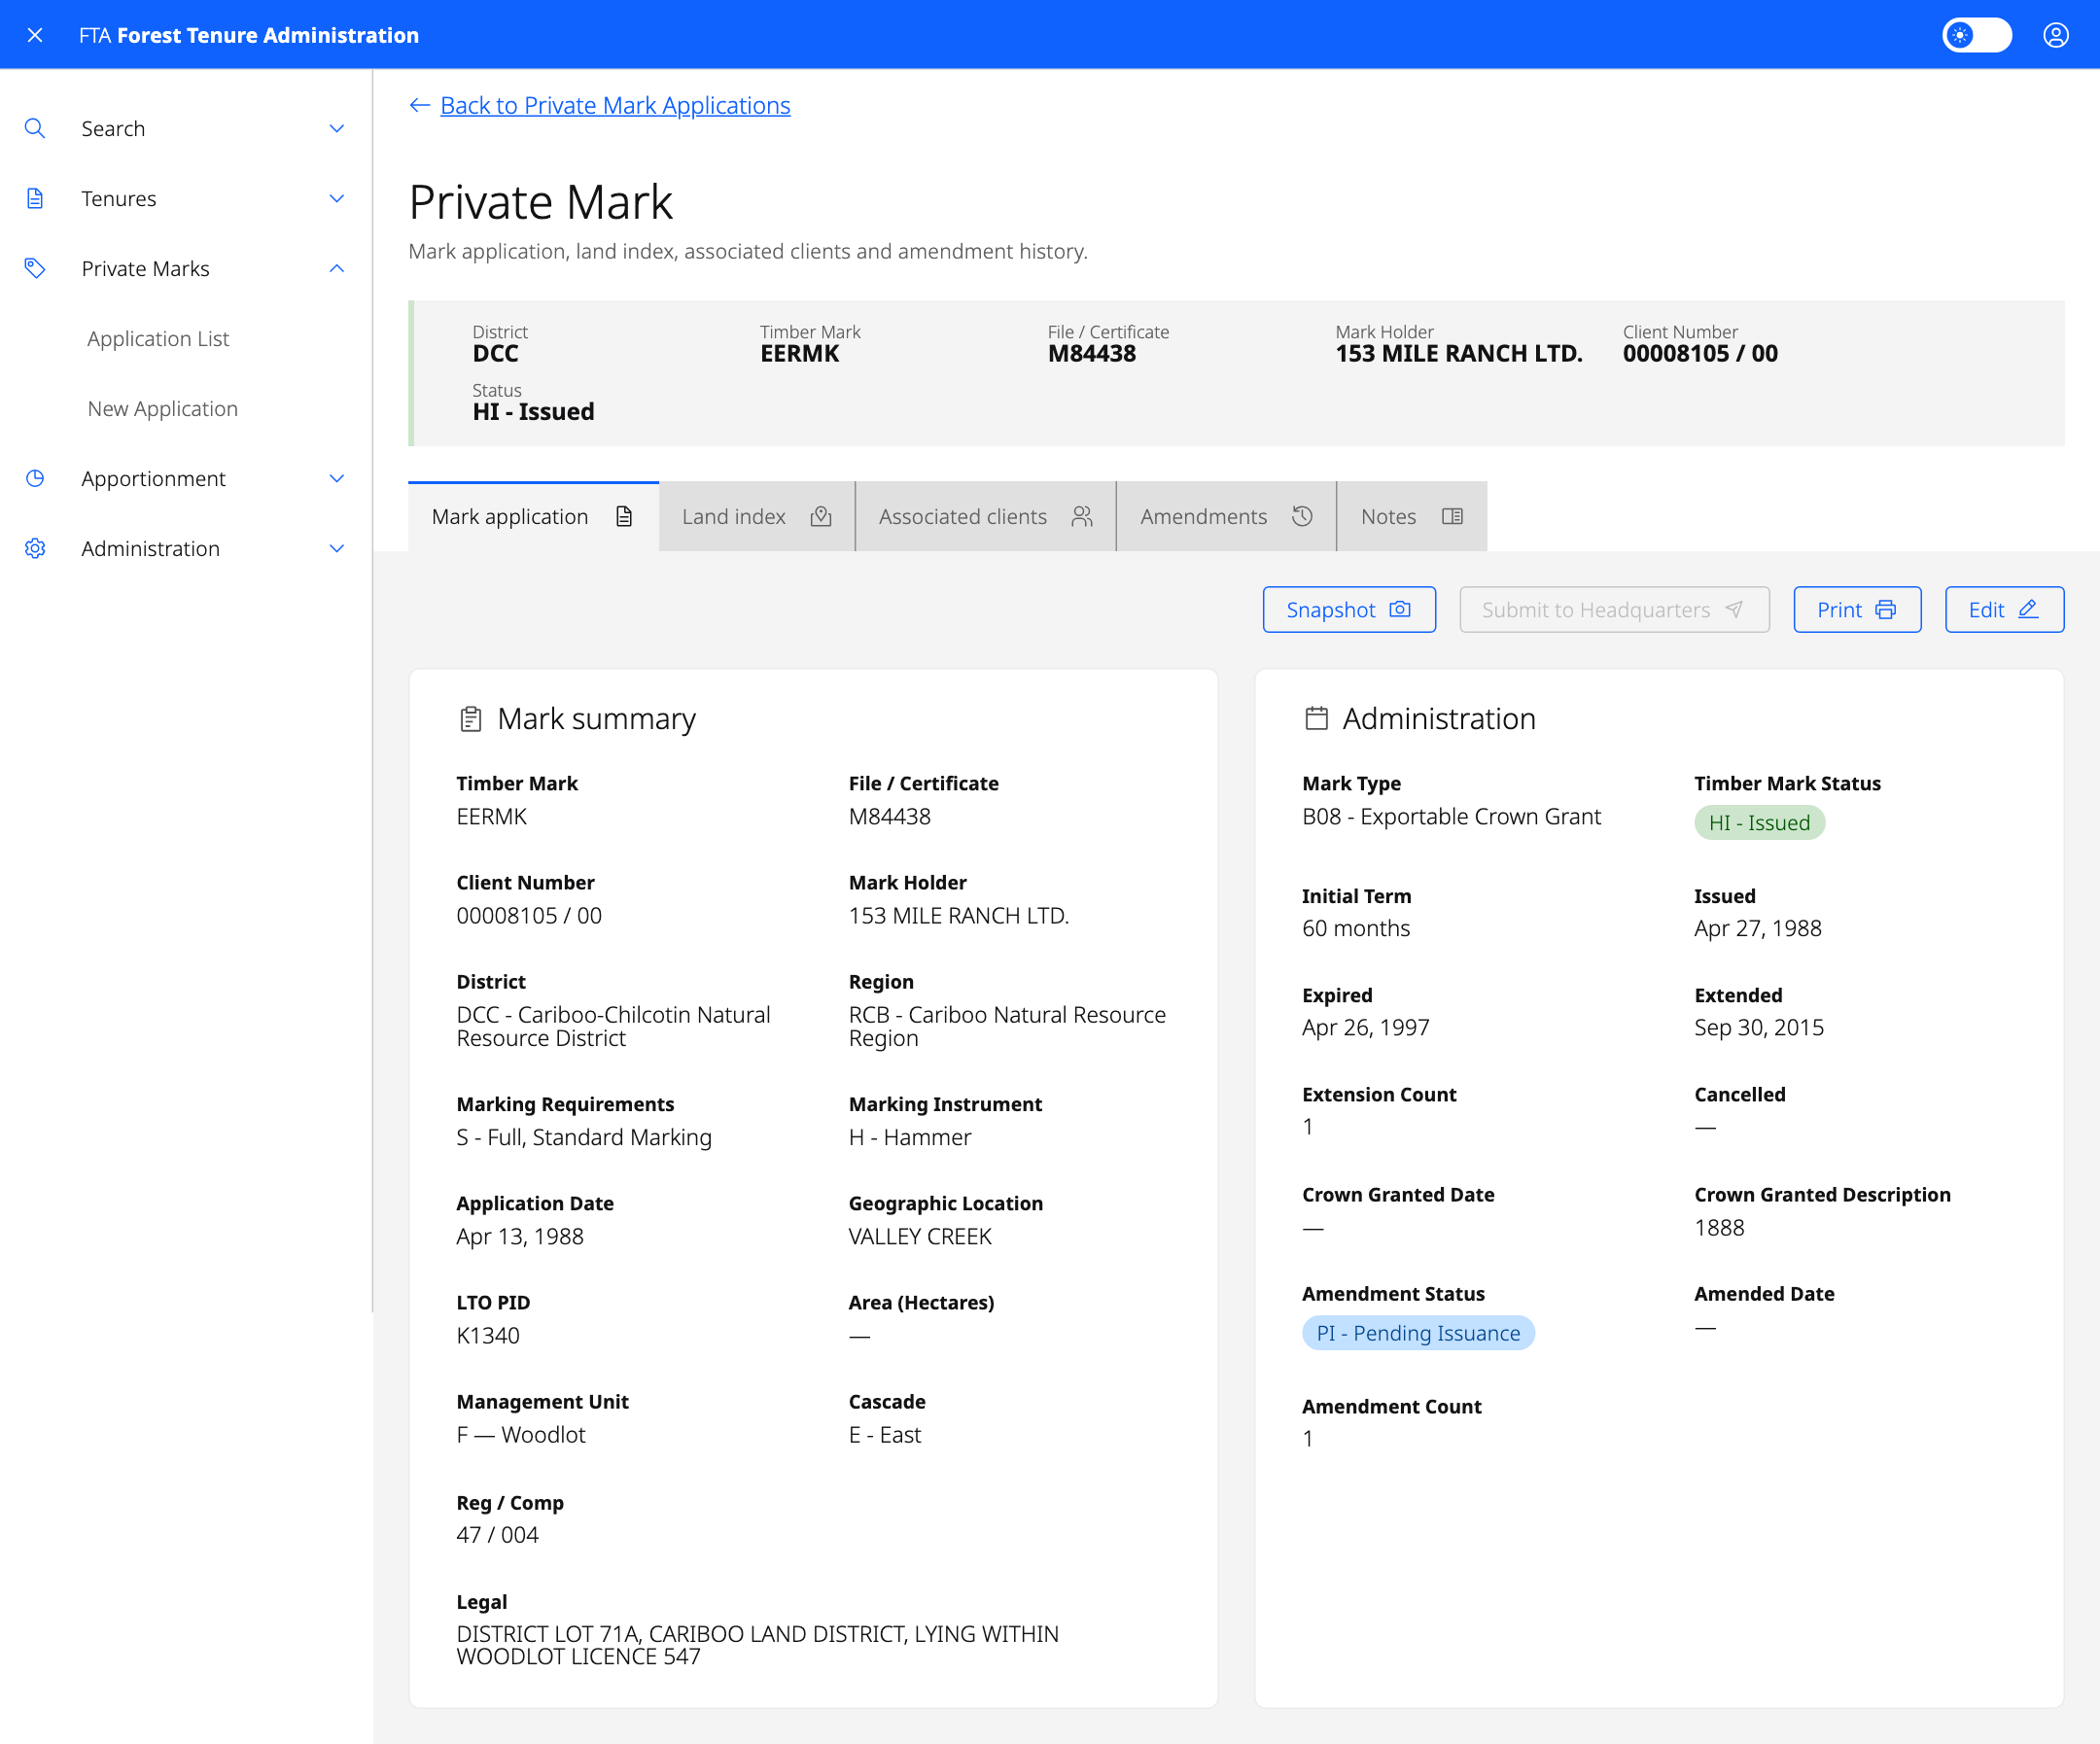 FTA Forest Tenure Administration
Search
Tenures
Private Marks
Application List
New Application
Apportionment
Administration
Back to Private Mark Applications
Private Mark
Mark application, land index, associated clients and amendment history.
District
DCC
Timber Mark
EERMK
File / Certificate
M84438
Mark Holder
153 MILE RANCH LTD.
Client Number
00008105 / 00
Status
HI - Issued
Mark application
Land index
Associated clients
Amendments
Notes
Snapshot
Submit to Headquarters
Print
Edit
Mark summary
Timber Mark
EERMK
File / Certificate
M84438
Client Number
00008105 / 00
Mark Holder
153 MILE RANCH LTD.
District
DCC - Cariboo-Chilcotin Natural
Resource District
Region
RCB - Cariboo Natural Resource
Region
Marking Requirements
S - Full, Standard Marking
Marking Instrument
H - Hammer
Application Date
Apr 13, 1988
Geographic Location
VALLEY CREEK
LTO PID
K1340
Area (Hectares)
—
Management Unit
F — Woodlot
Cascade
E - East
Reg / Comp
47 / 004
Legal
DISTRICT LOT 71A, CARIBOO LAND DISTRICT, LYING WITHIN
WOODLOT LICENCE 547
Administration
Mark Type
B08 - Exportable Crown Grant
Timber Mark Status
HI - Issued
Initial Term
60 months
Issued
Apr 27, 1988
Expired
Apr 26, 1997
Extended
Sep 30, 2015
Extension Count
1
Cancelled
—
Crown Granted Date
—
Crown Granted Description
1888
Amendment Status
PI - Pending Issuance
Amended Date
—
Amendment Count
1